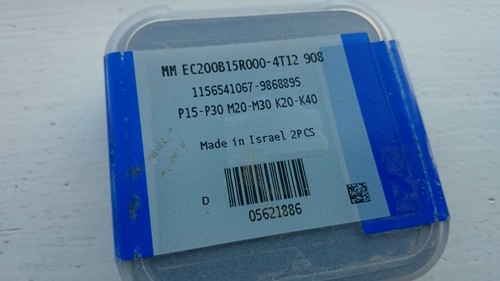 MM EC200B15R000-4T12 908
1156541067-9868895
P15-P30 M20-M30 K20-K40
Made in Israel 2PCS
D
05621886